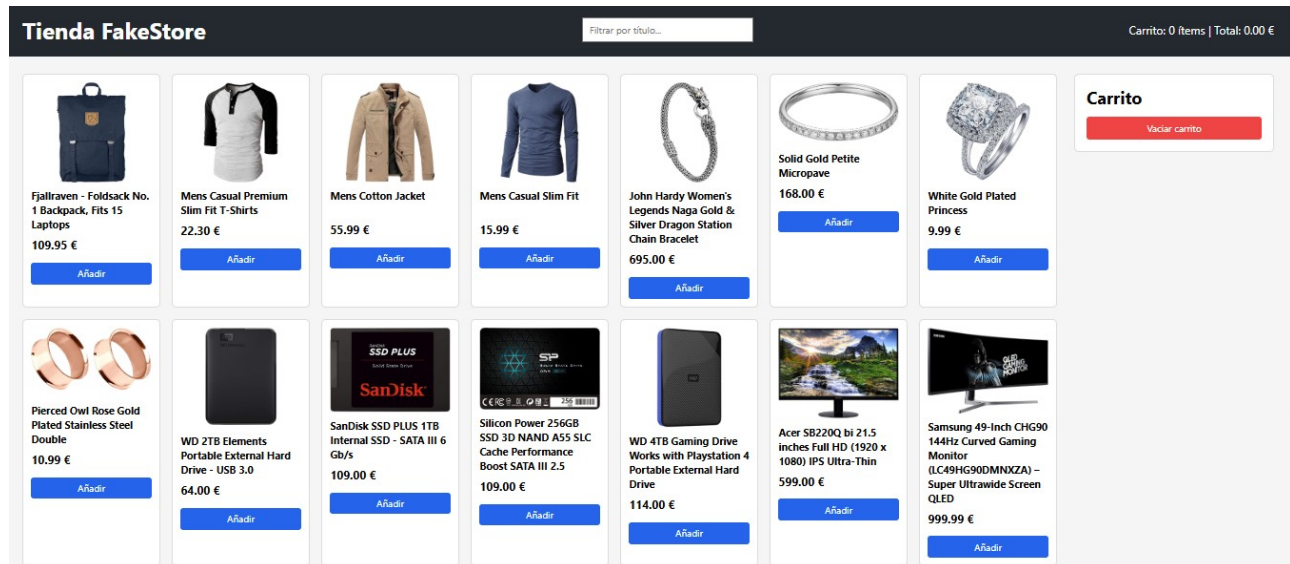 Tienda FakeStore
Filtrar por título...
Carrito: 0 ítems | Total: 0.00 €
Fjallraven - Foldsack No.
1 Backpack, Fits 15
Laptops
109.95 €
Añadir
Mens Casual Premium
Slim Fit T-Shirts
22.30 €
Añadir
Mens Cotton Jacket
55.99 €
Añadir
Mens Casual Slim Fit
15.99 €
Añadir
John Hardy Women's
Legends Naga Gold &
Silver Dragon Station
Chain Bracelet
695.00 €
Añadir
Solid Gold Petite
Micropave
168.00 €
Añadir
White Gold Plated
Princess
9.99 €
Añadir
Carrito
Vaciar carrito
Pierced Owl Rose Gold
Plated Stainless Steel
Double
10.99 €
Añadir
WD 2TB Elements
Portable External Hard
Drive - USB 3.0
64.00 €
Añadir
SSD PLUS
Solid State Drive
SanDisk
SanDisk SSD PLUS 1TB
Internal SSD - SATA III 6
Gb/s
109.00 €
Añadir
SP
256
Silicon Power 256GB
SSD 3D NAND A55 SLC
Cache Performance
Boost SATA III 2.5
109.00 €
Añadir
WD
WD 4TB Gaming Drive
Works with Playstation 4
Portable External Hard
Drive
114.00 €
Añadir
Acer SB220Q bi 21.5
inches Full HD (1920 x
1080) IPS Ultra-Thin
599.00 €
Añadir
QLED
GAMING
MONITOR
Samsung 49-Inch CHG90
144Hz Curved Gaming
Monitor
(LC49HG90DMNXZA) –
Super Ultrawide Screen
QLED
999.99 €
Añadir